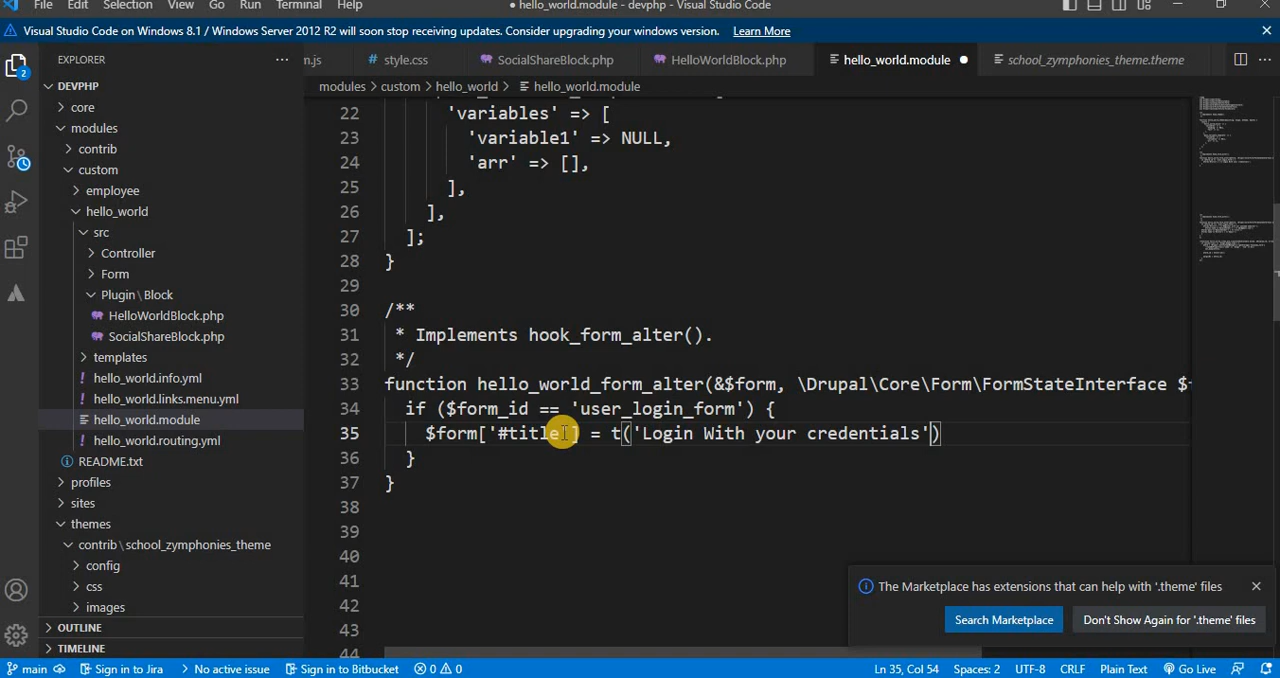 File Edit Selection View Go Run Terminal Help
● hello_world.module - devphp - Visual Studio Code
Visual Studio Code on Windows 8.1 / Windows Server 2012 R2 will soon stop receiving updates. Consider upgrading your windows version. Learn More
EXPLORER
.js style.css SocialShareBlock.php HelloWorldBlock.php hello_world.module ● school_zymphonies_theme.theme
modules > custom > hello_world > hello_world.module
DEVPHP
core
modules
contrib
custom
employee
hello_world
src
Controller
Form
Plugin\Block
HelloWorldBlock.php
SocialShareBlock.php
templates
hello_world.info.yml
hello_world.links.menu.yml
hello_world.module
hello_world.routing.yml
README.txt
profiles
sites
themes
contrib\school_zymphonies_theme
config
css
images
OUTLINE
TIMELINE
2
22 'variables' => [
23 'variable1' => NULL,
24 'arr' => [],
25 ],
26 ],
27 ];
28 }
29
30 /**
31 * Implements hook_form_alter().
32 */
33 function hello_world_form_alter(&$form, \Drupal\Core\Form\FormStateInterface $f
34 if ($form_id == 'user_login_form') {
35 $form['#title'] = t('Login With your credentials')
36 }
37 }
38
39
40
41
42
43
44
The Marketplace has extensions that can help with '.theme' files
Search Marketplace Don't Show Again for '.theme' files
main Sign in to Jira No active issue Sign in to Bitbucket 0 0 Ln 35, Col 54 Spaces: 2 UTF-8 CRLF Plain Text Go Live